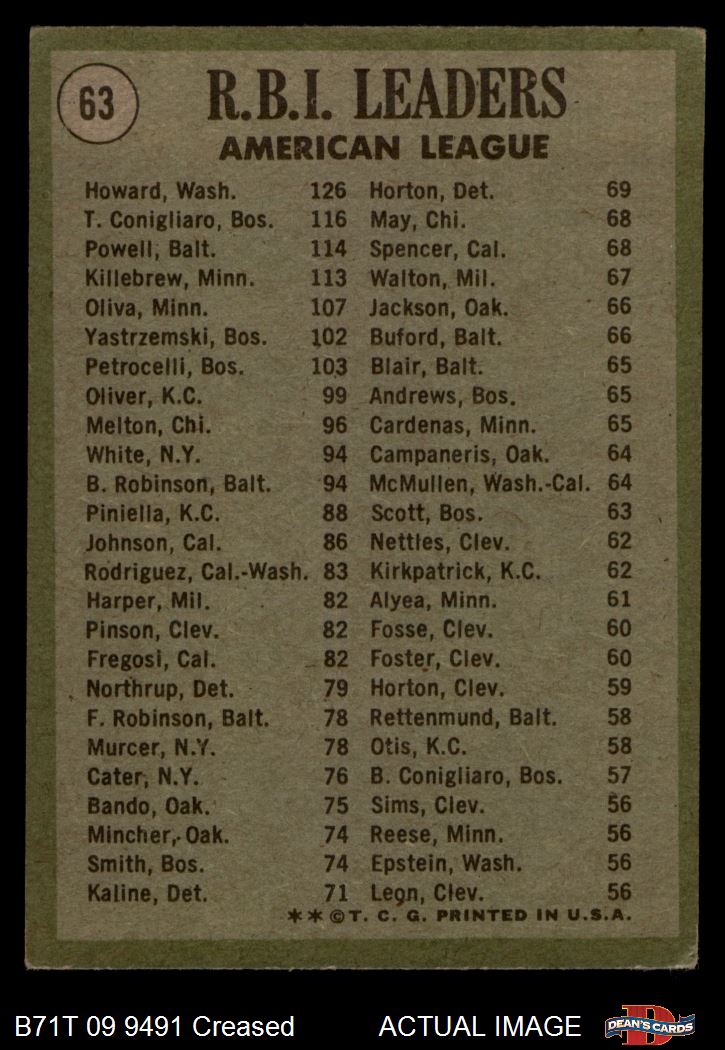 63
R.B.I. LEADERS
AMERICAN LEAGUE
Howard, Wash. 126
T. Conigliaro, Bos. 116
Powell, Balt. 114
Killebrew, Minn. 113
Oliva, Minn. 107
Yastrzemski, Bos. 102
Petrocelli, Bos. 103
Oliver, K.C. 99
Melton, Chi. 96
White, N.Y. 94
B. Robinson, Balt. 94
Piniella, K.C. 88
Johnson, Cal. 86
Rodriguez, Cal.-Wash. 83
Harper, Mil. 82
Pinson, Clev. 82
Fregosi, Cal. 82
Northrup, Det. 79
F. Robinson, Balt. 78
Murcer, N.Y. 78
Cater, N.Y. 76
Bando, Oak. 75
Mincher, Oak. 74
Smith, Bos. 74
Kaline, Det. 71
Horton, Det. 69
May, Chi. 68
Spencer, Cal. 68
Walton, Mil. 67
Jackson, Oak. 66
Buford, Balt. 66
Blair, Balt. 65
Andrews, Bos. 65
Cardenas, Minn. 65
Campaneris, Oak. 64
McMullen, Wash.-Cal. 64
Scott, Bos. 63
Nettles, Clev. 62
Kirkpatrick, K.C. 62
Alyea, Minn. 61
Fosse, Clev. 60
Foster, Clev. 60
Horton, Clev. 59
Rettenmund, Balt. 58
Otis, K.C. 58
B. Conigliaro, Bos. 57
Sims, Clev. 56
Reese, Minn. 56
Epstein, Wash. 56
Leon, Clev. 56
**©T. C. G. PRINTED IN U.S.A.
B71T 09 9491 Creased ACTUAL IMAGE
D
DEAN'S CARDS